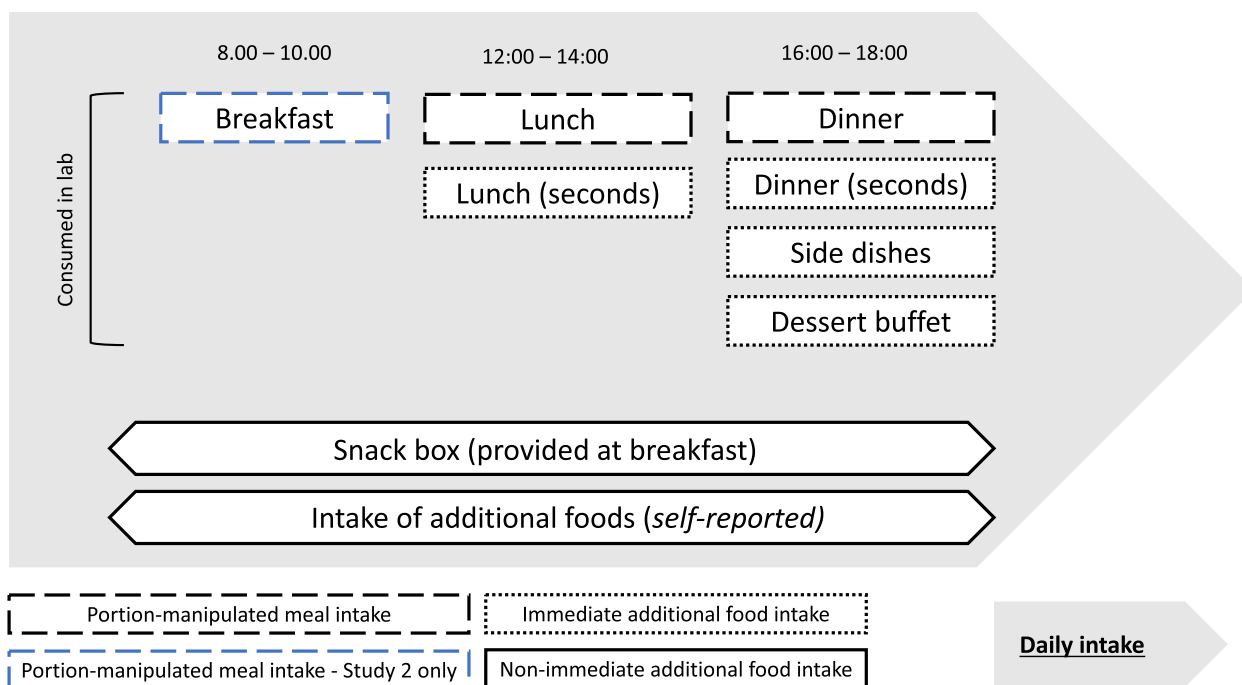 8.00 – 10.00
12:00 – 14:00
16:00 – 18:00
Consumed in lab
Breakfast
Lunch
Dinner
Lunch (seconds)
Dinner (seconds)
Side dishes
Dessert buffet
Snack box (provided at breakfast)
Intake of additional foods (self-reported)
Portion-manipulated meal intake
Immediate additional food intake
Portion-manipulated meal intake - Study 2 only
Non-immediate additional food intake
Daily intake